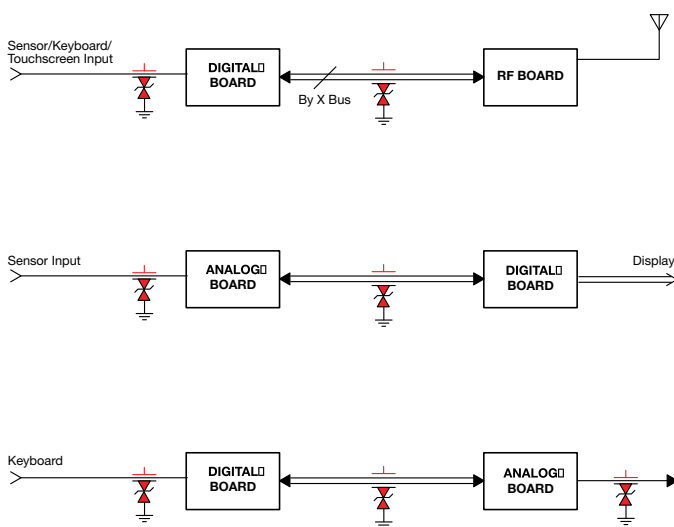 Sensor/Keyboard/
Touchscreen Input
DIGITAL
BOARD
By X Bus
RF BOARD
Sensor Input
ANALOG
BOARD
DIGITAL
BOARD
Display
Keyboard
DIGITAL
BOARD
ANALOG
BOARD